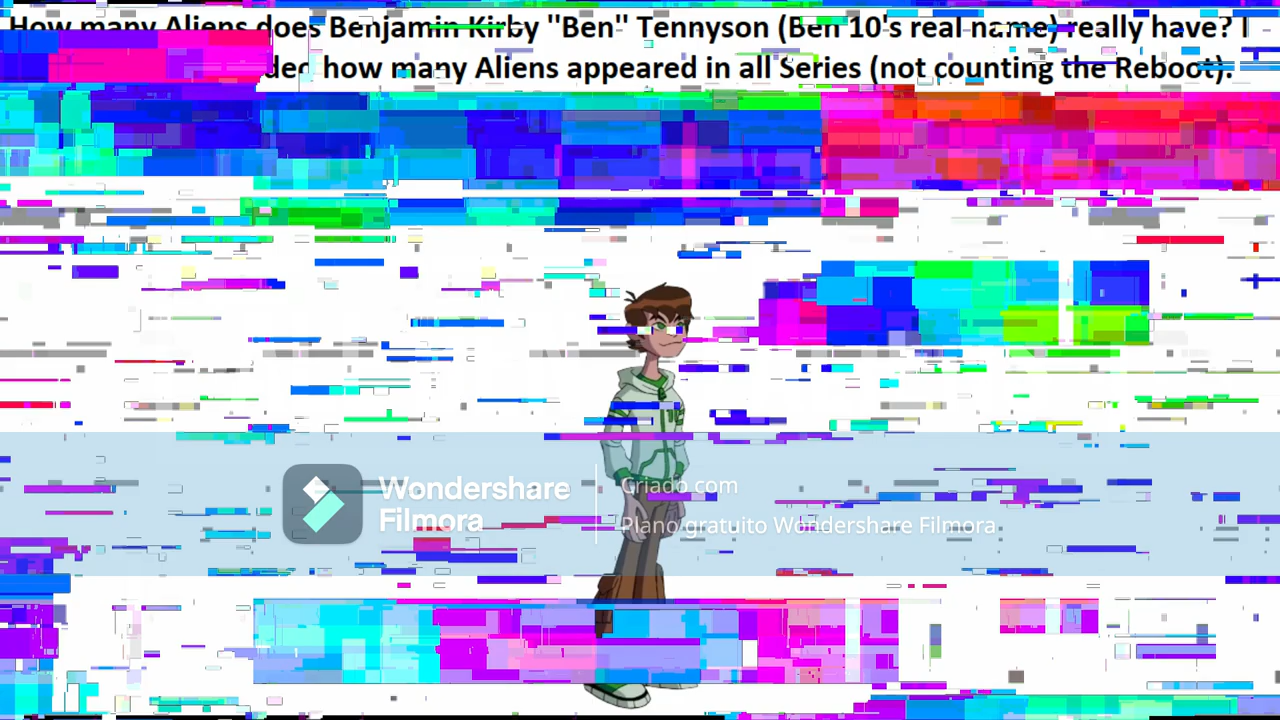 How many Aliens does Benjamin Kirby "Ben" Tennyson (Ben 10's real name) really have? I
how many Aliens appeared in all Series (not counting the Reboot).
Wondershare
Filmora
Criado.com
Plano gratuito Wondershare Filmora